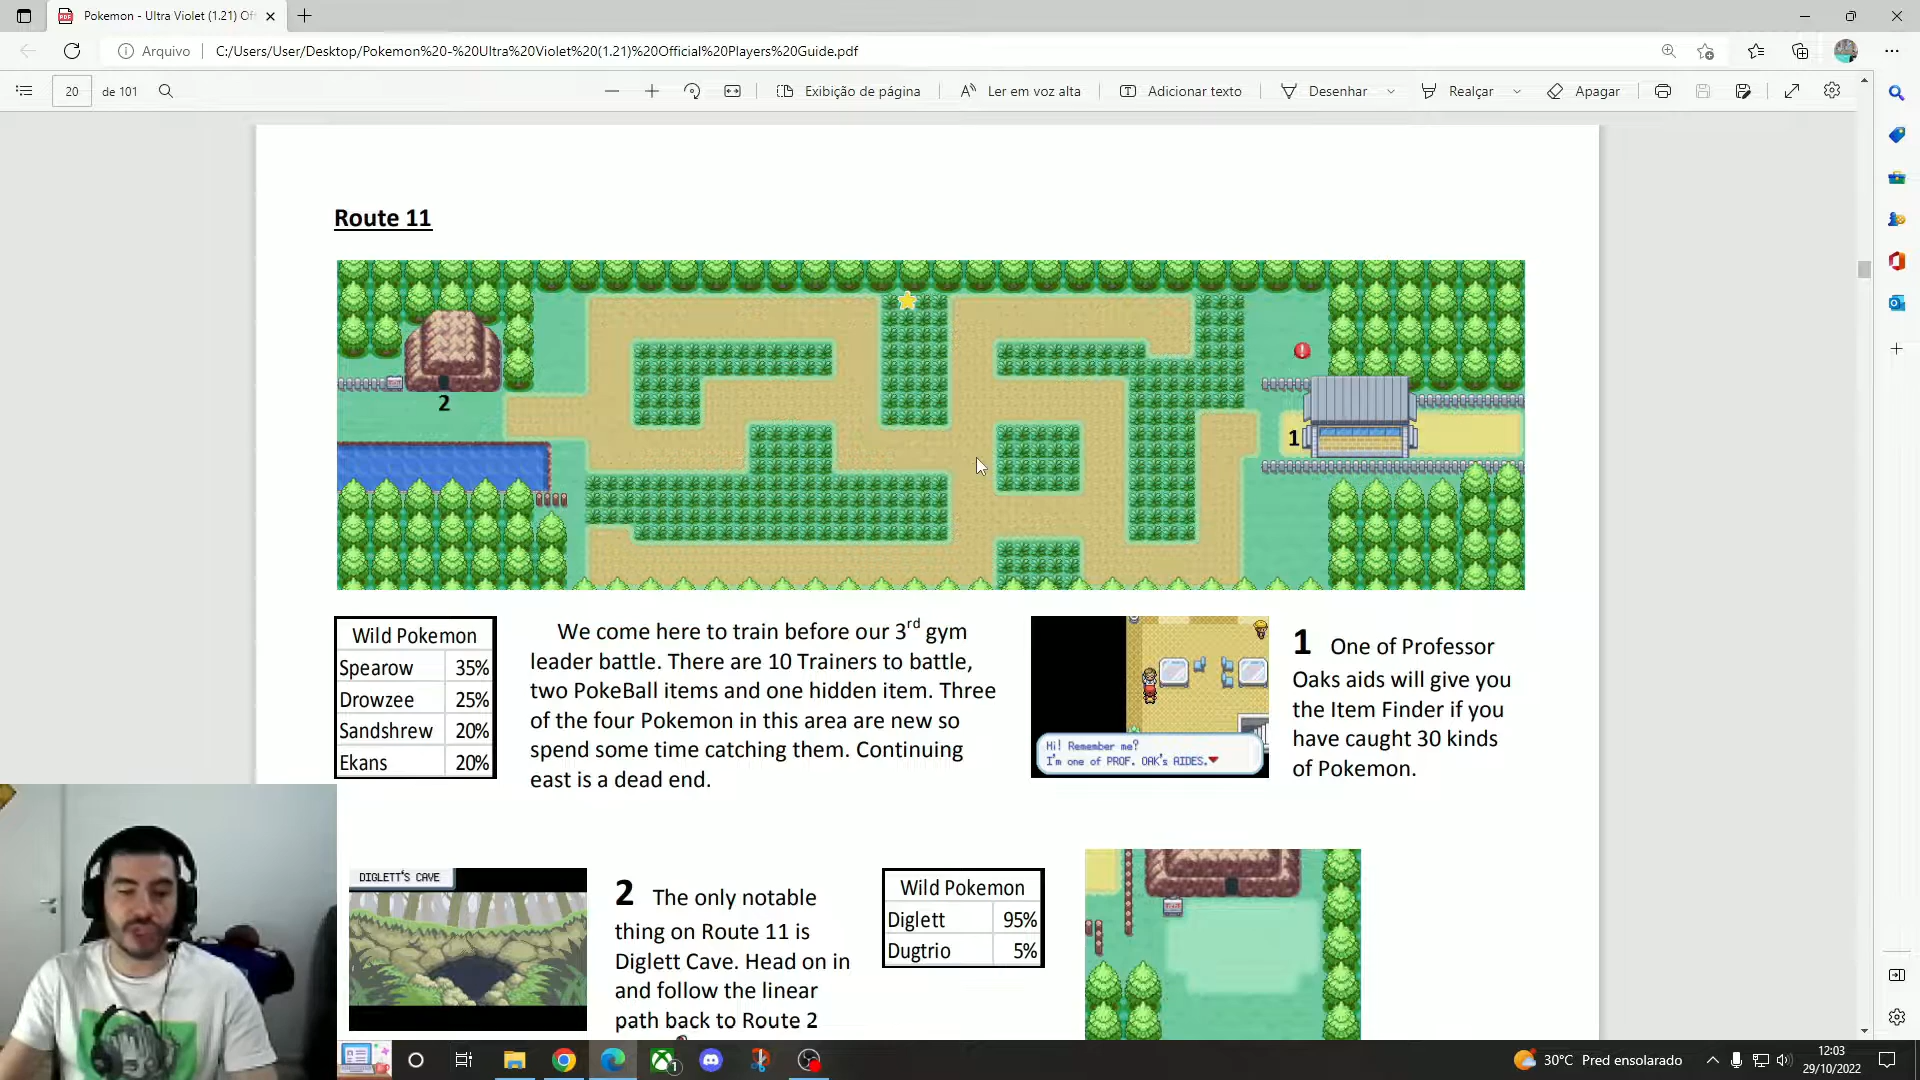 Pokemon - Ultra Violet (1.21) Of
Arquivo
C:/Users/User/Desktop/Pokemon%20-%20Ultra%20Violet%20(1.21)%20Official%20Players%20Guide.pdf
20
de 101
Exibição de página
Ler em voz alta
Adicionar texto
Desenhar
Realçar
Apagar
Route 11
2
1
Wild Pokemon
Spearow 35%
Drowzee 25%
Sandshrew 20%
Ekans 20%
We come here to train before our 3rd gym
leader battle. There are 10 Trainers to battle,
two PokeBall items and one hidden item. Three
of the four Pokemon in this area are new so
spend some time catching them. Continuing
east is a dead end.
Hi! Remember me?
I'm one of PROF. OAK's AIDES.
1 One of Professor
Oaks aids will give you
the Item Finder if you
have caught 30 kinds
of Pokemon.
DIGLETT'S CAVE
2 The only notable
thing on Route 11 is
Diglett Cave. Head on in
and follow the linear
path back to Route 2
Wild Pokemon
Diglett 95%
Dugtrio 5%
1
30°C Pred ensolarado
12:03
29/10/2022